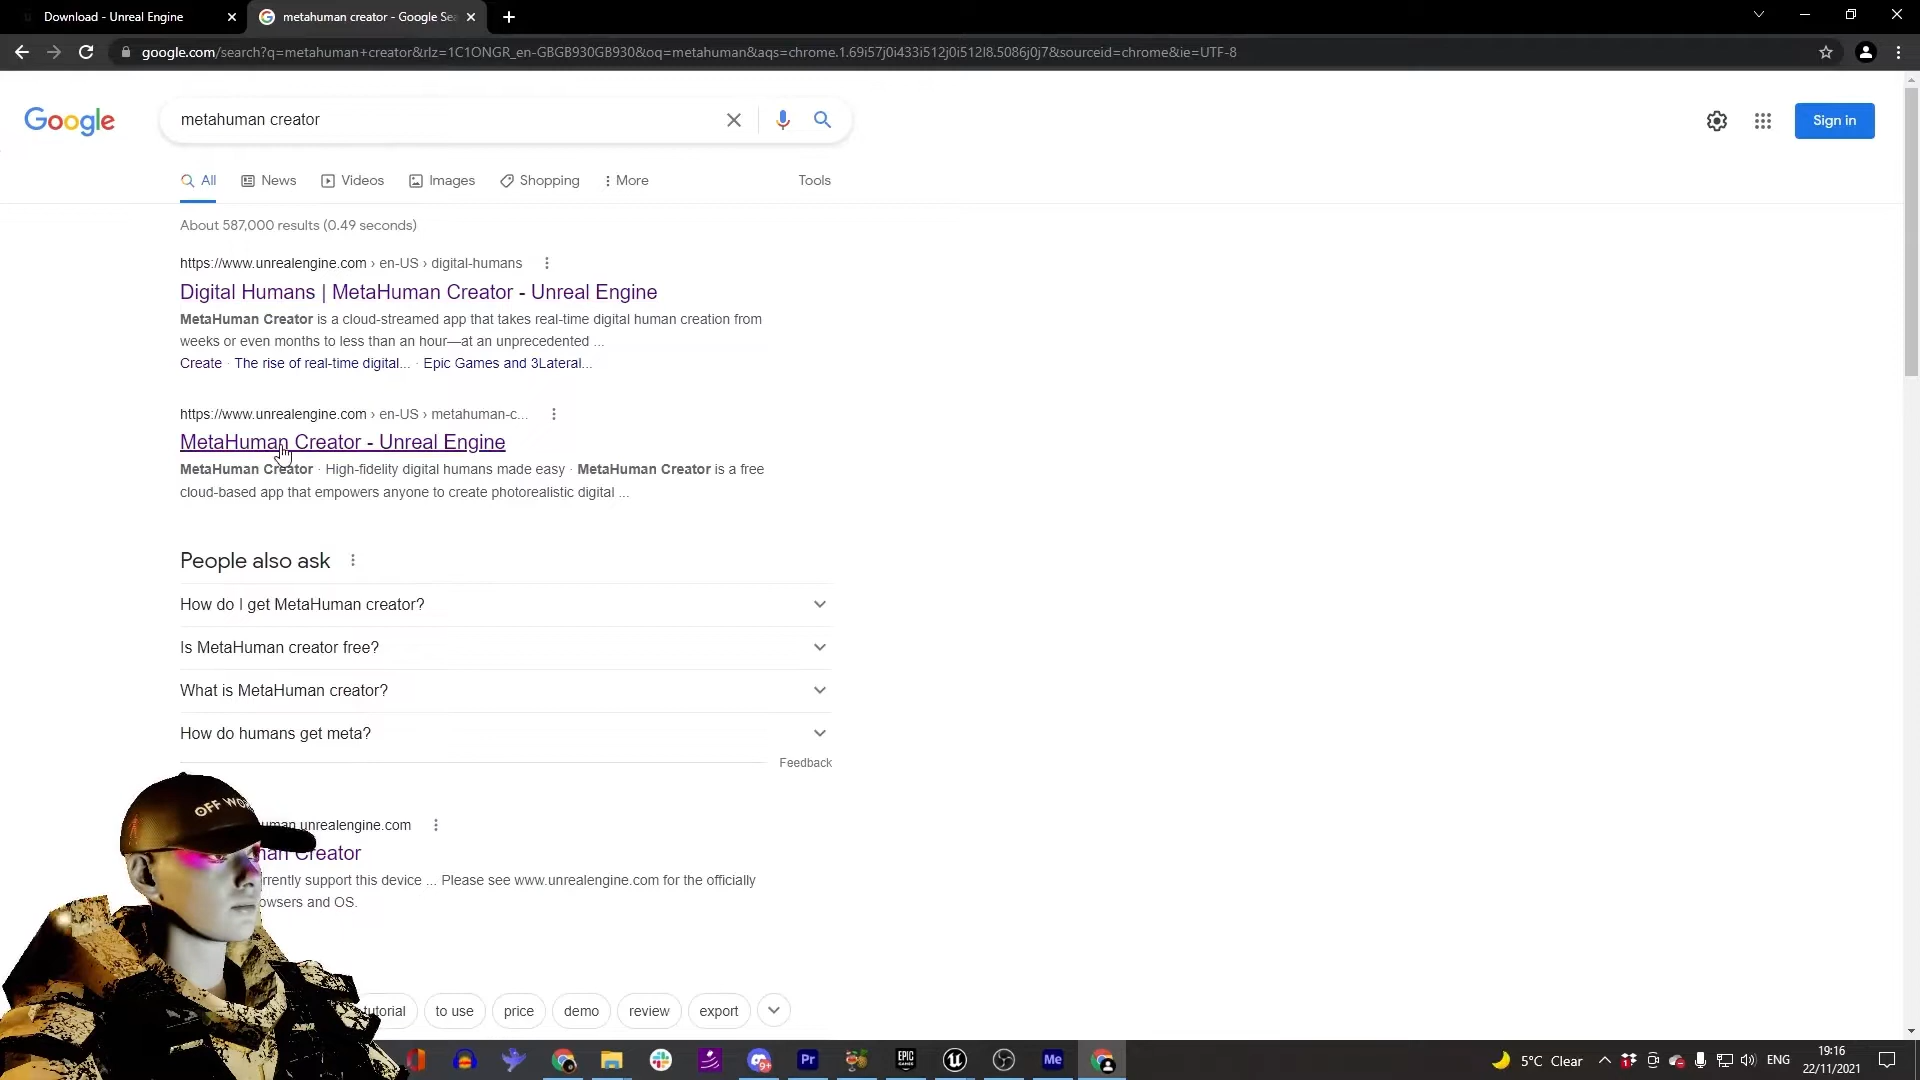 Download - Unreal Engine
metahuman creator - Google Sea
google.com/search?q=metahuman+creator&rlz=1C1ONGR_en-GBGB930GB930&oq=metahuman&aqs=chrome.1.69i57j0i433i512j0i512l8.5086j0j7&sourceid=chrome&ie=UTF-8
Google
metahuman creator
Sign in
All
News
Videos
Images
Shopping
More
Tools
About 587,000 results (0.49 seconds)
https://www.unrealengine.com › en-US › digital-humans
Digital Humans | MetaHuman Creator - Unreal Engine
MetaHuman Creator is a cloud-streamed app that takes real-time digital human creation from
weeks or even months to less than an hour—at an unprecedented ...
Create · The rise of real-time digital... · Epic Games and 3Lateral...
https://www.unrealengine.com › en-US › metahuman-c...
MetaHuman Creator - Unreal Engine
MetaHuman Creator · High-fidelity digital humans made easy · MetaHuman Creator is a free
cloud-based app that empowers anyone to create photorealistic digital ...
People also ask
How do I get MetaHuman creator?
Is MetaHuman creator free?
What is MetaHuman creator?
How do humans get meta?
Feedback
OFF WOR
uman.unrealengine.com
man Creator
rrently support this device ... Please see www.unrealengine.com for the officially
owsers and OS.
tutorial
to use
price
demo
review
export
9+
Pr
EPIC GAMES
Me
5°C Clear
ENG
19:16
22/11/2021